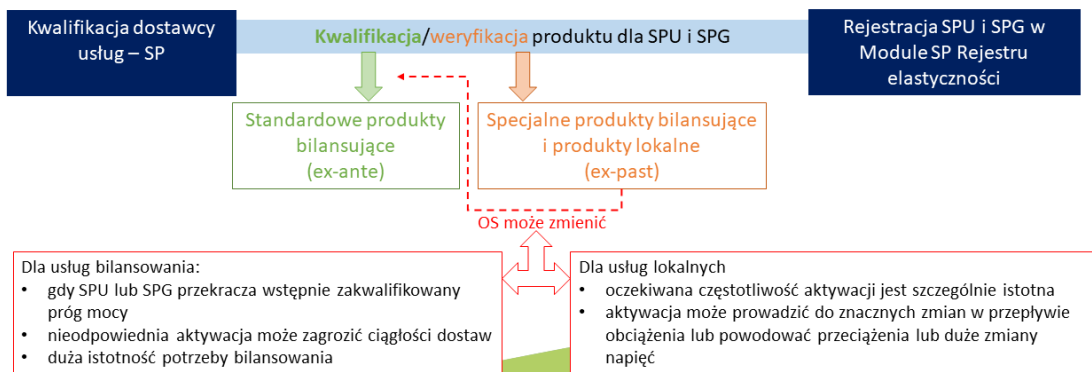 Kwalifikacja dostawcy
usług – SP
Kwalifikacja/weryfikacja produktu dla SPU i SPG
Rejestracja SPU i SPG w
Module SP Rejestru
elastyczności
Standardowe produkty
bilansujące
(ex-ante)
Specjalne produkty bilansujące
i produkty lokalne
(ex-past)
OS może zmienić
Dla usług bilansowania:
• gdy SPU lub SPG przekracza wstępnie zakwalifikowany
próg mocy
• nieodpowiednia aktywacja może zagrozić ciągłości dostaw
• duża istotność potrzeby bilansowania
Dla usług lokalnych
• oczekiwana częstotliwość aktywacji jest szczególnie istotna
• aktywacja może prowadzić do znacznych zmian w przepływie
obciążenia lub powodować przeciążenia lub duże zmiany
napięć